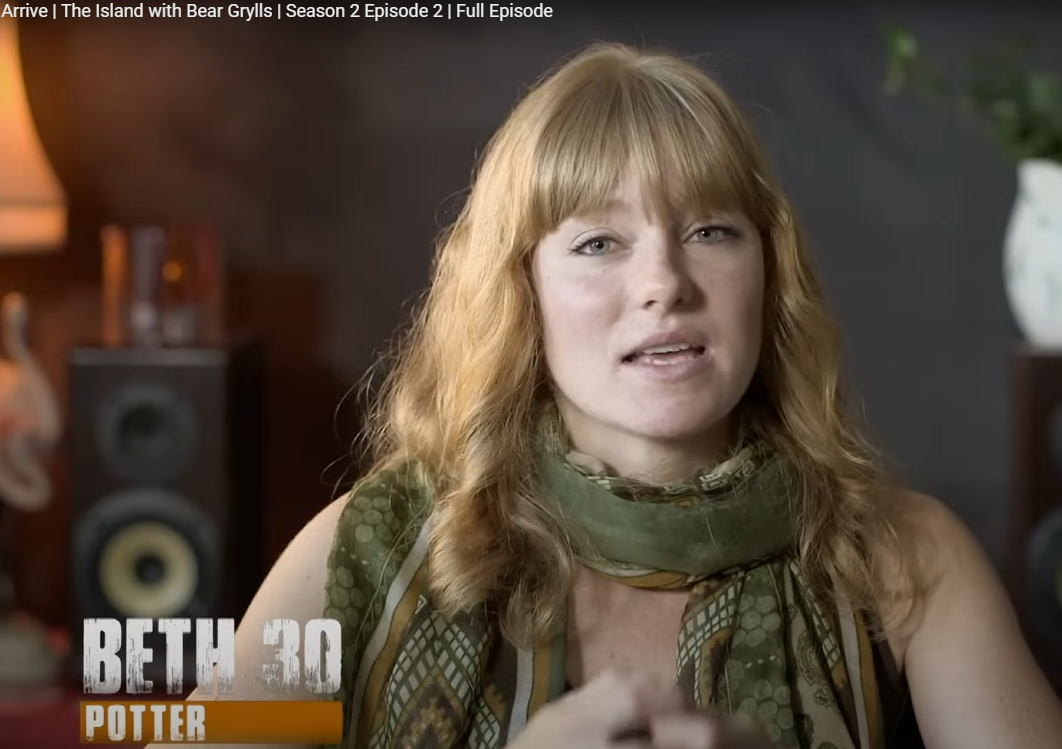 Arrive | The Island with Bear Grylls | Season 2 Episode 2 | Full Episode
BETH 30
POTTER